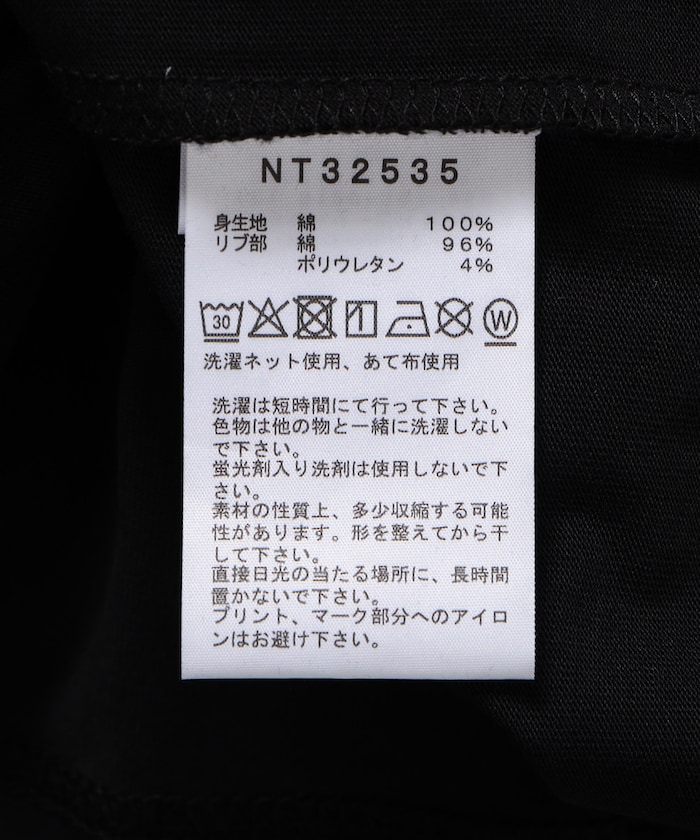 NT32535
身生地 綿 100%
リブ部 綿 96%
ポリウレタン 4%
30 W
洗濯ネット使用、あて布使用
洗濯は短時間にて行って下さい。
色物は他の物と一緒に洗濯しない
で下さい。
蛍光剤入り洗剤は使用しないで下
さい。
素材の性質上、多少収縮する可能
性があります。形を整えてから干
して下さい。
直接日光の当たる場所に、長時間
置かないで下さい。
プリント、マーク部分へのアイロ
ンはお避け下さい。